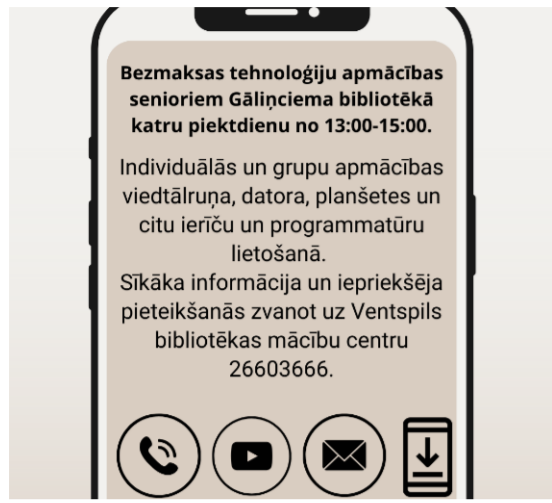 Bezmaksas tehnoloģiju apmācības
senioriem Gāliņciema bibliotēkā
katru piektdienu no 13:00-15:00.
Individuālās un grupu apmācības
viedtālruņa, datora, planšetes un
citu ierīču un programmatūru
lietošanā.
Sīkāka informācija un iepriekšēja
pieteikšanās zvanot uz Ventspils
bibliotēkas mācību centru
26603666.